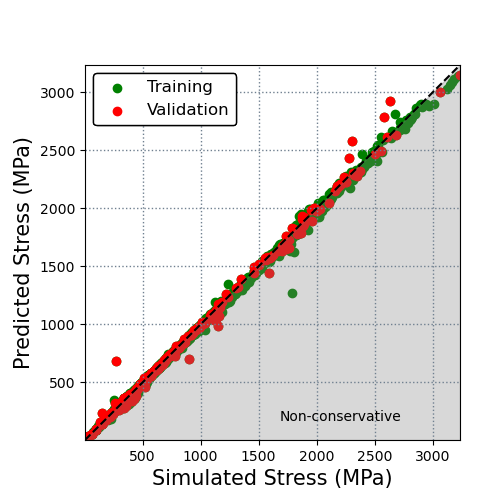 Training
Validation
3000
2500
2000
1500
1000
500
Predicted Stress (MPa)
Non-conservative
500 1000 1500 2000 2500 3000
Simulated Stress (MPa)